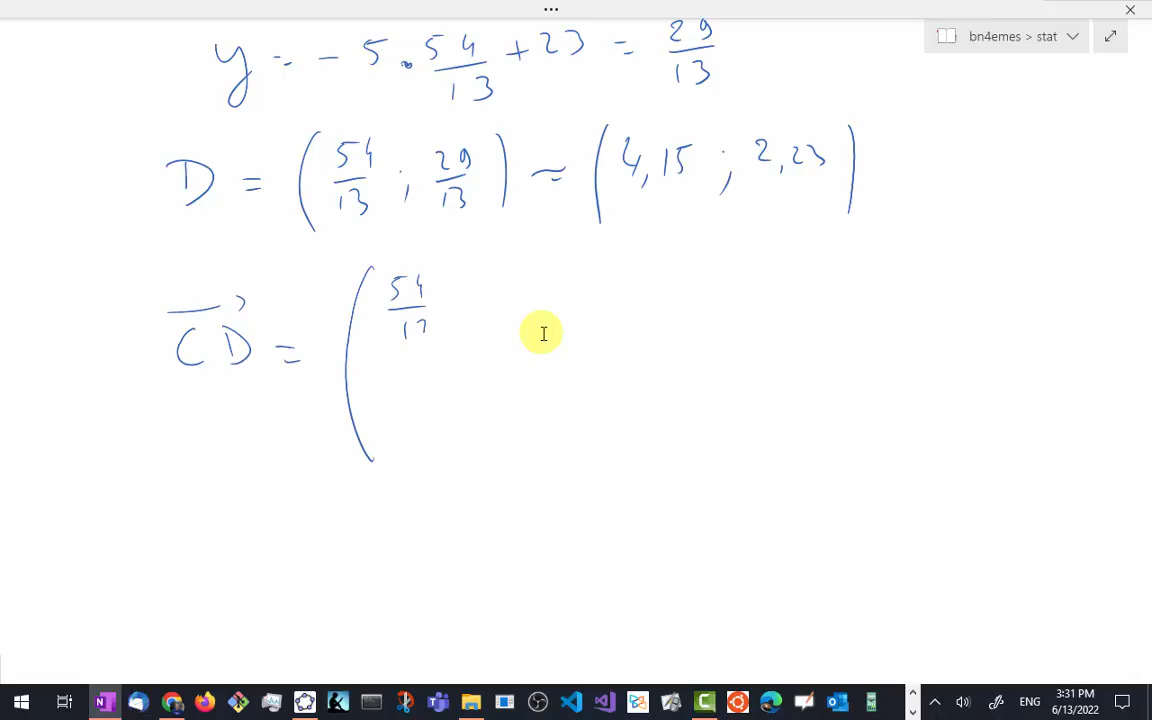 bn4emes > stat
y = - 5 . 54/13 + 23 = 29/13
D = ( 54/13 ; 29/13 ) ≈ ( 4,15 ; 2,23 )
CD = ( 54/13
ENG
3:31 PM
6/13/2022